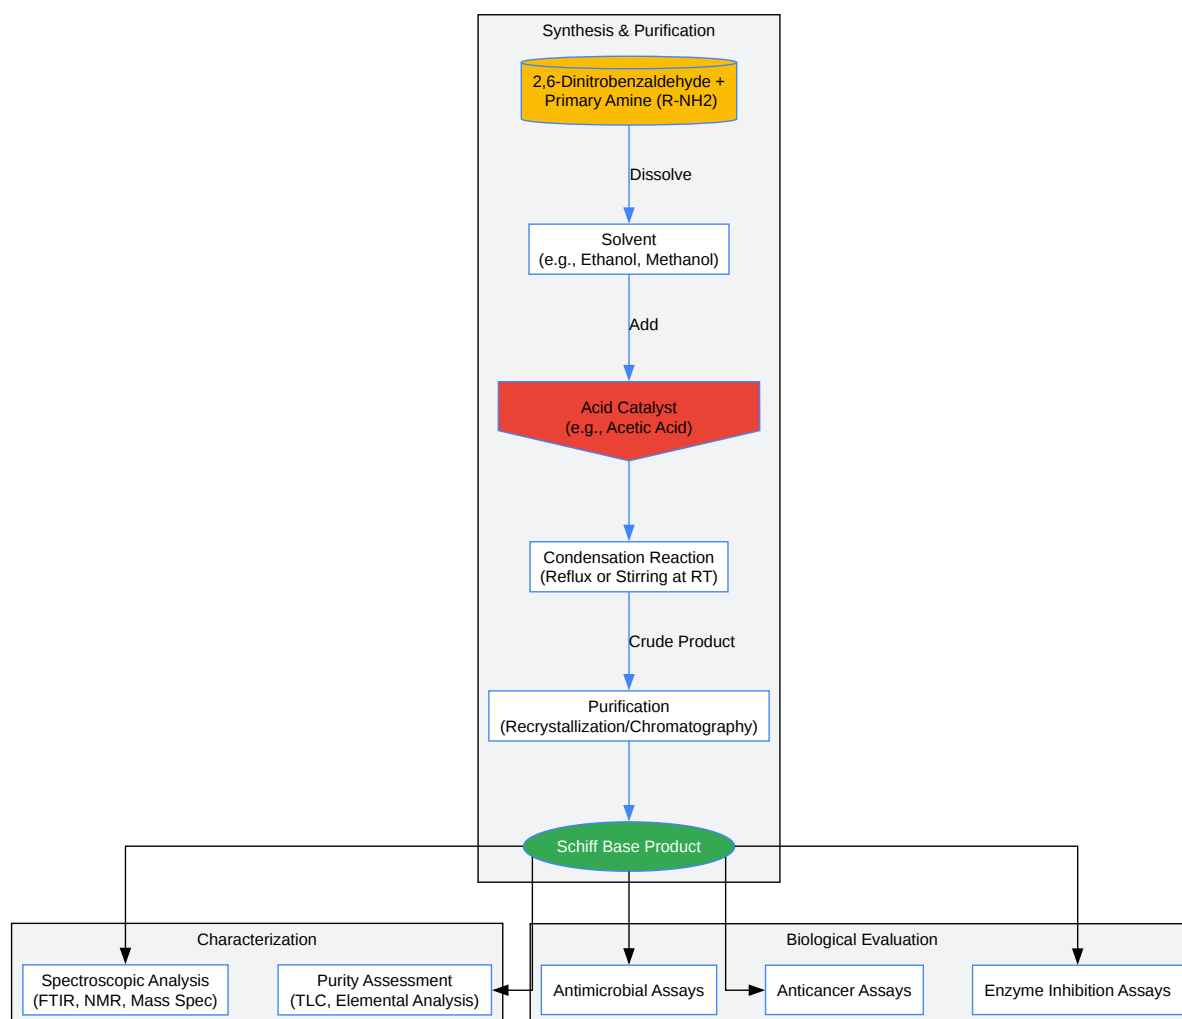 Synthesis & Purification
2,6-Dinitrobenzaldehyde +
Primary Amine (R-NH2)
Dissolve
Solvent
(e.g., Ethanol, Methanol)
Add
Acid Catalyst
(e.g., Acetic Acid)
Condensation Reaction
(Reflux or Stirring at RT)
Crude Product
Purification
(Recrystallization/Chromatography)
Schiff Base Product
Characterization
Spectroscopic Analysis
(FTIR, NMR, Mass Spec)
Purity Assessment
(TLC, Elemental Analysis)
Biological Evaluation
Antimicrobial Assays
Anticancer Assays
Enzyme Inhibition Assays